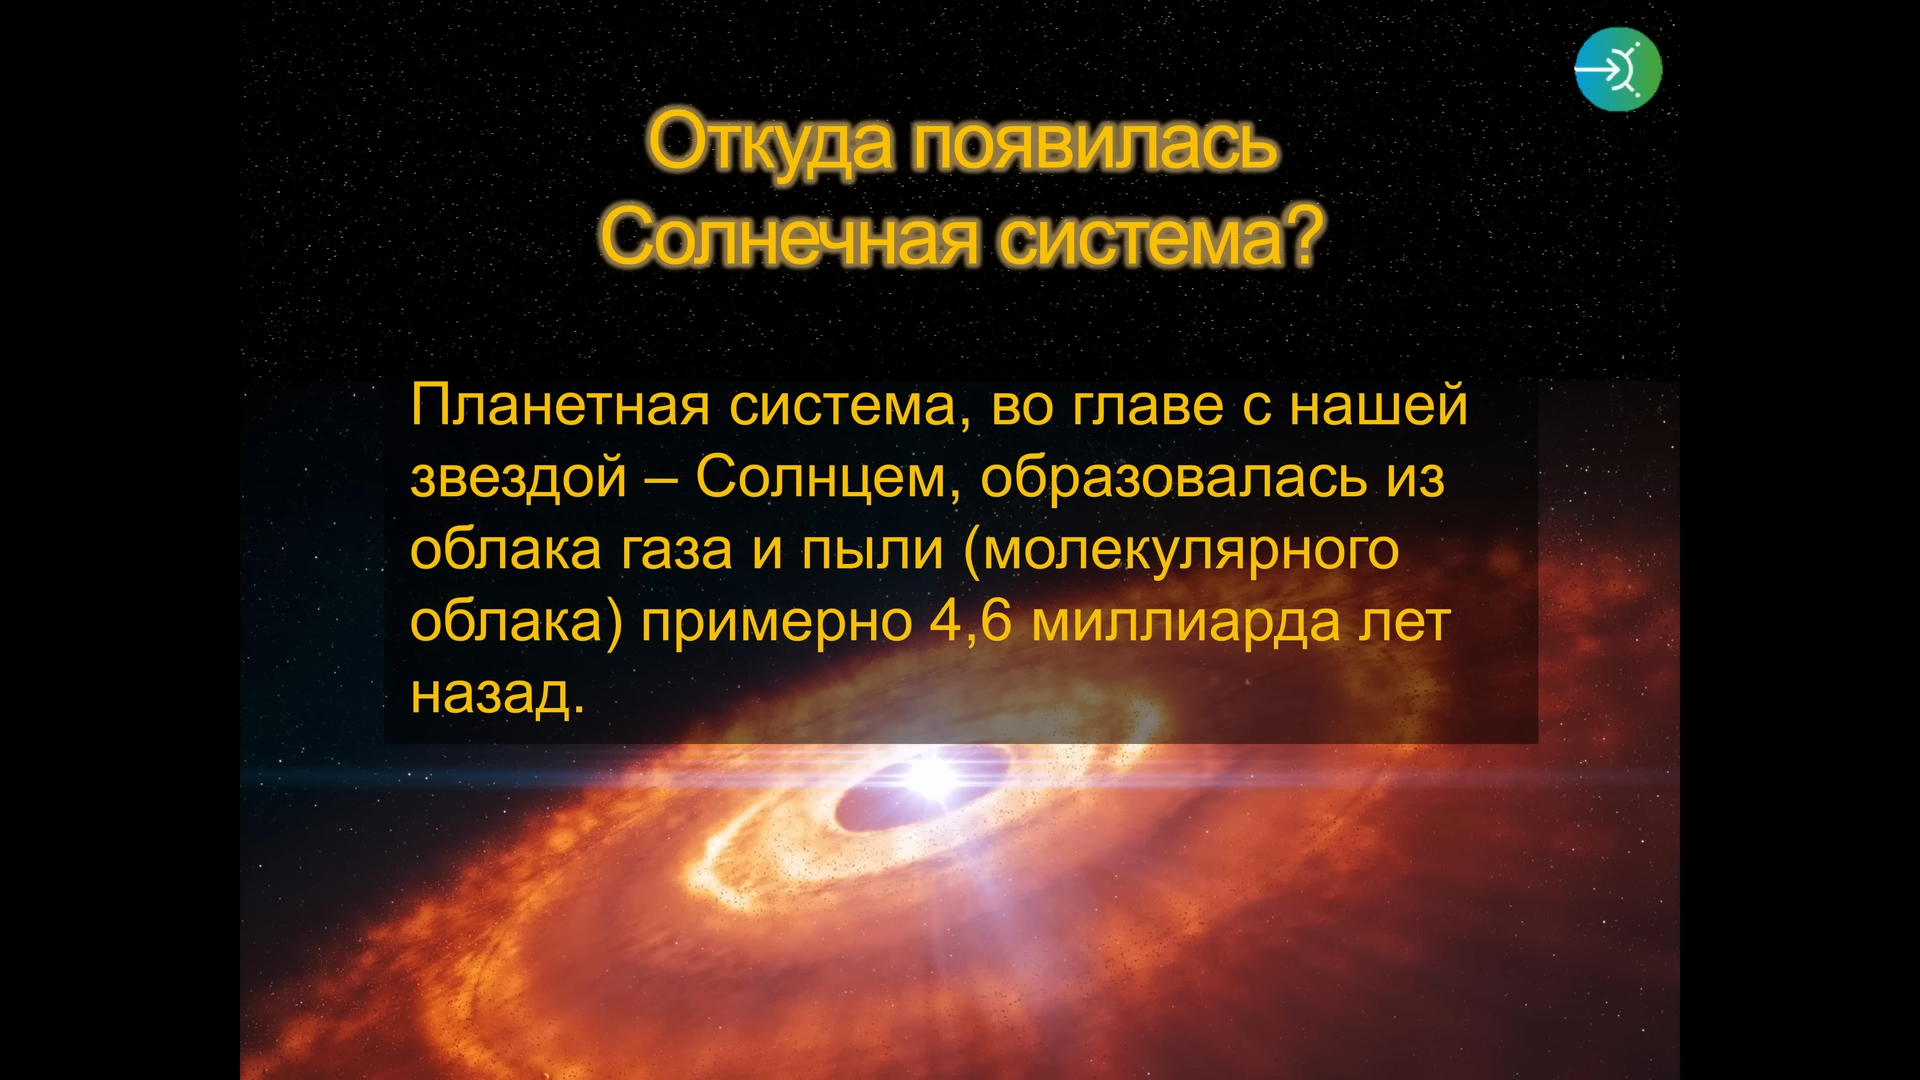 Откуда появилась
Солнечная система?
Планетная система, во главе с нашей
звездой – Солнцем, образовалась из
облака газа и пыли (молекулярного
облака) примерно 4,6 миллиарда лет
назад.